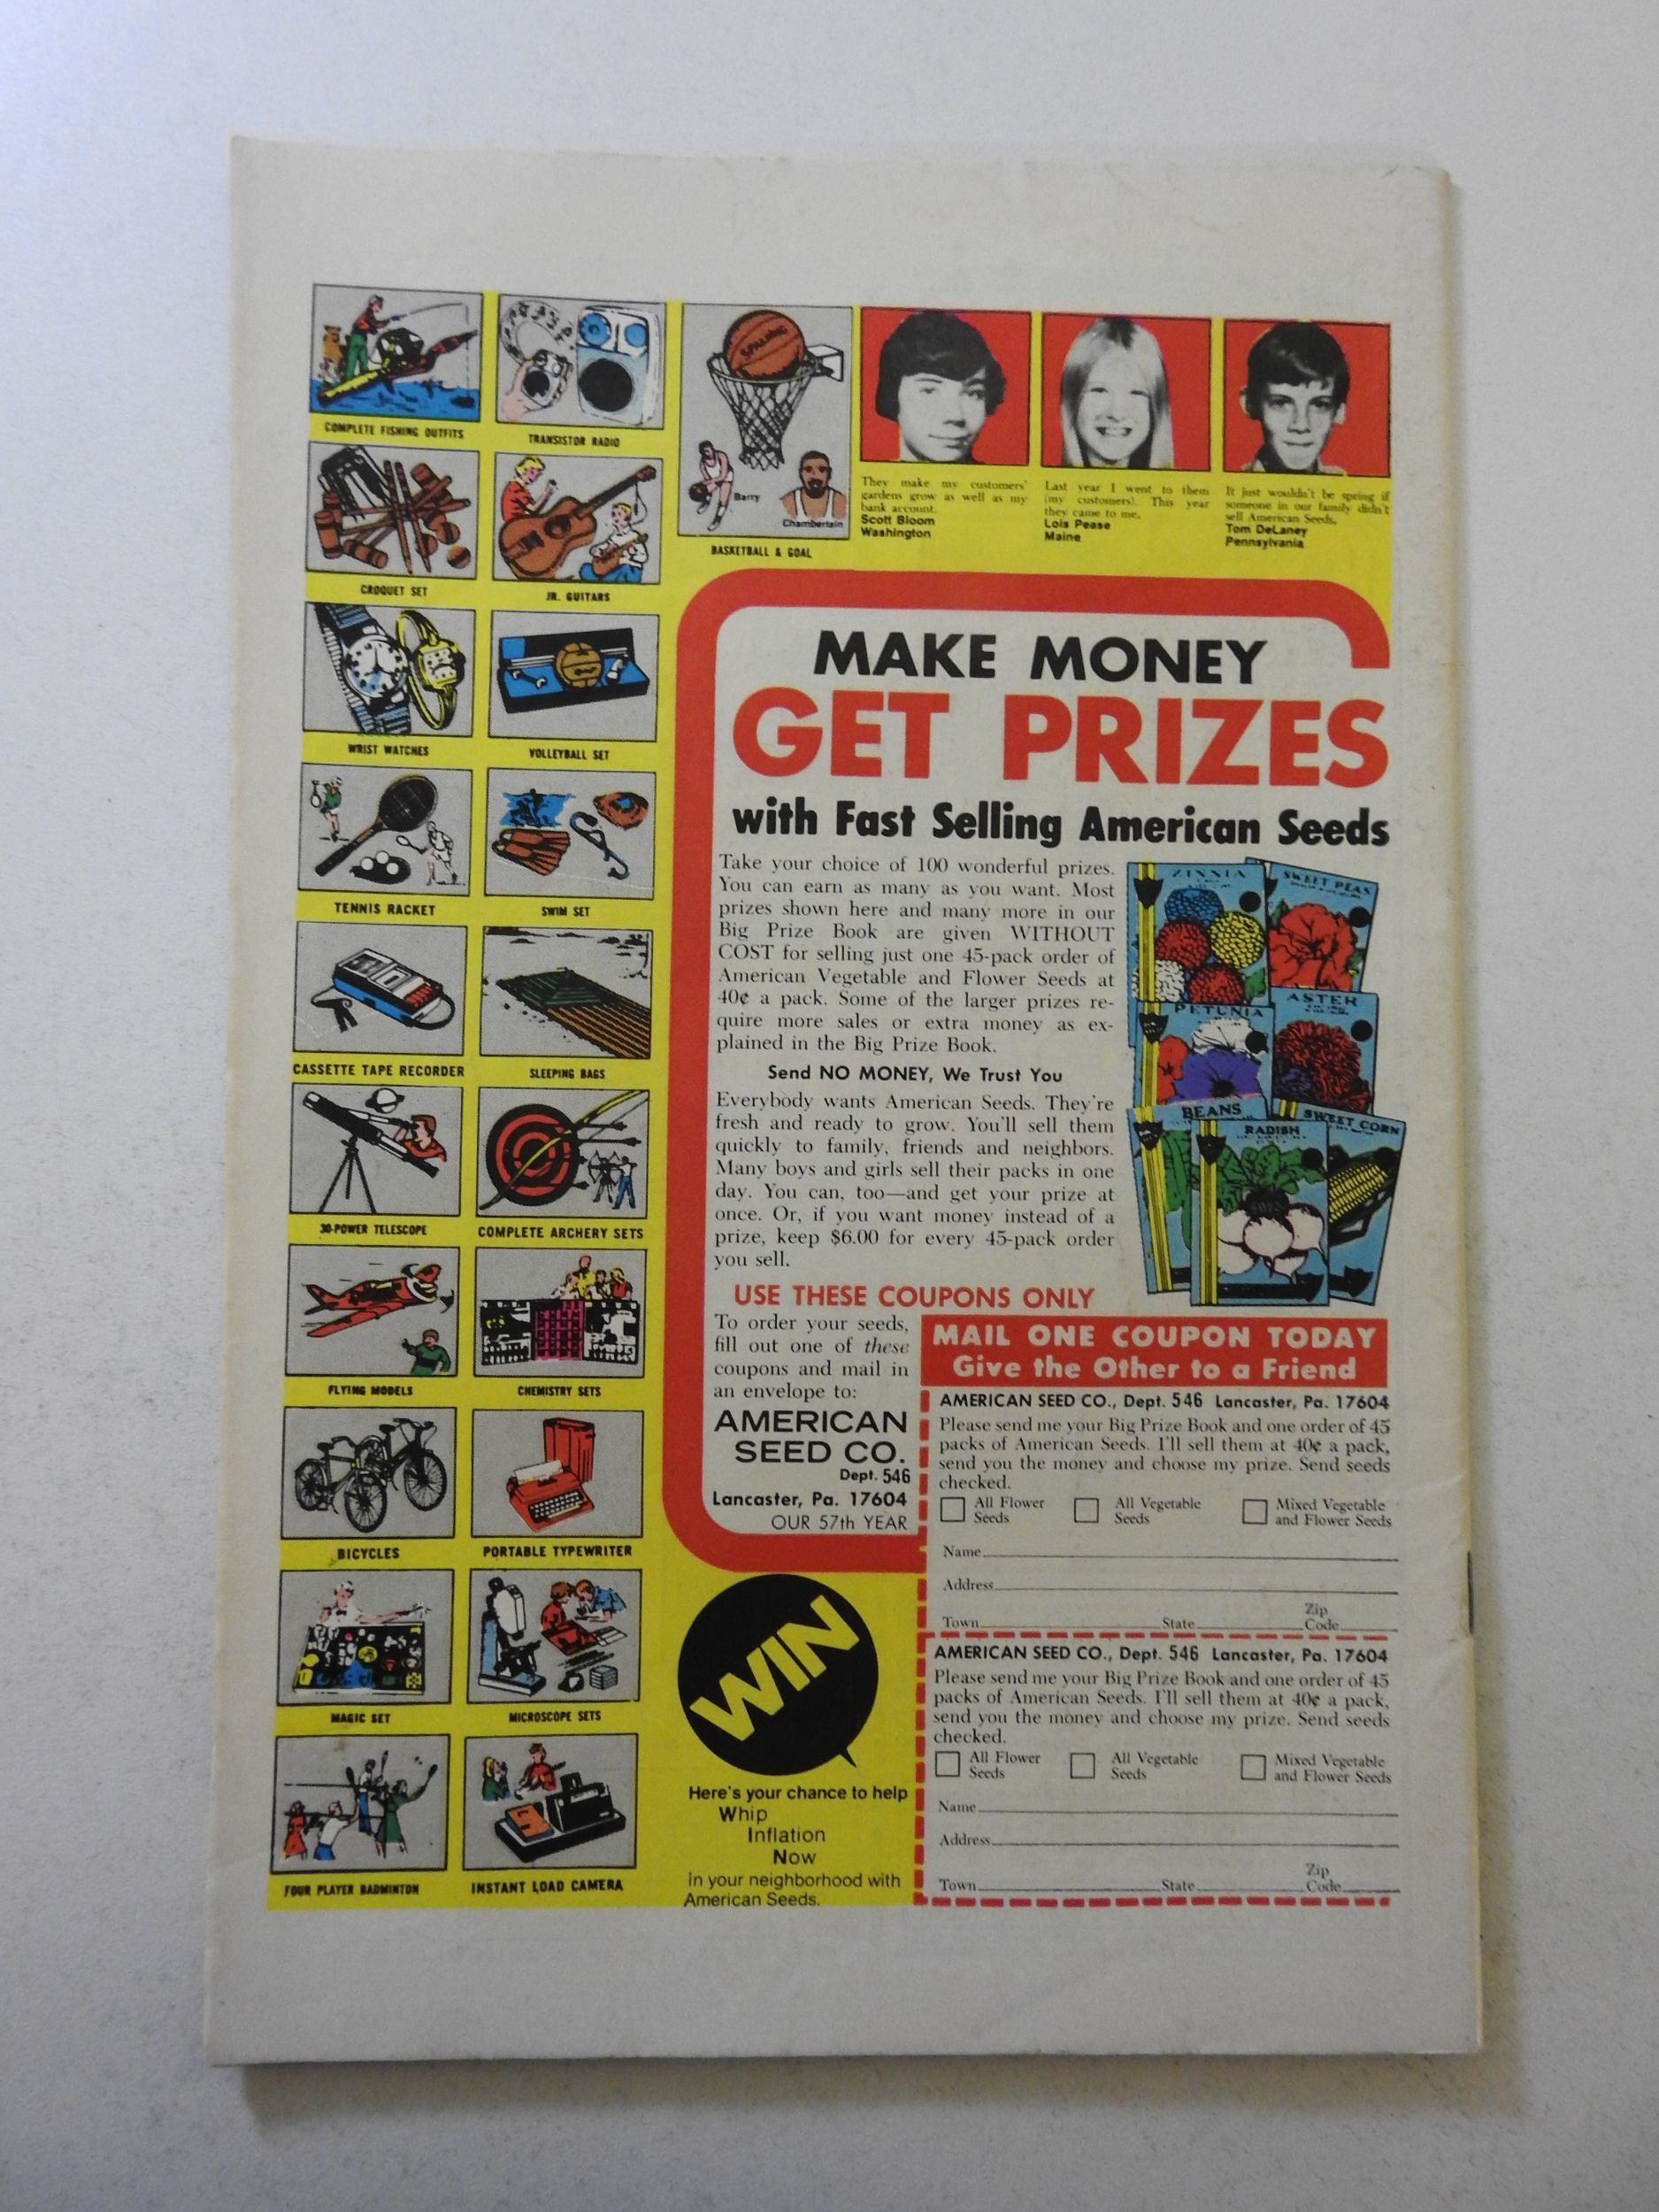 COMPLETE FISHING OUTFITS
TRANSISTOR RADIO
CROQUET SET
JR. GUITARS
WRIST WATCHES
VOLLEYBALL SET
TENNIS RACKET
SWIM SET
CASSETTE TAPE RECORDER
SLEEPING BAGS
30-POWER TELESCOPE
COMPLETE ARCHERY SETS
FLYING MODELS
CHEMISTRY SETS
BICYCLES
PORTABLE TYPEWRITER
MAGIC SET
MICROSCOPE SETS
FOUR PLAYER BADMINTON
INSTANT LOAD CAMERA
SPALDING
Barry
Chamberlain
BASKETBALL & GOAL
They make my customers'
gardens grow as well as my
bank account.
Scott Bloom
Washington
Last year I went to them
(my customers). This year
they came to me.
Lois Pease
Maine
It just wouldn't be spring if
someone in our family didn't
sell American Seeds.
Tom DeLaney
Pennsylvania
MAKE MONEY
GET PRIZES
with Fast Selling American Seeds
Take your choice of 100 wonderful prizes.
You can earn as many as you want. Most
prizes shown here and many more in our
Big Prize Book are given WITHOUT
COST for selling just one 45-pack order of
American Vegetable and Flower Seeds at
40¢ a pack. Some of the larger prizes re-
quire more sales or extra money as ex-
plained in the Big Prize Book.
Send NO MONEY, We Trust You
Everybody wants American Seeds. They're
fresh and ready to grow. You'll sell them
quickly to family, friends and neighbors.
Many boys and girls sell their packs in one
day. You can, too—and get your prize at
once. Or, if you want money instead of a
prize, keep $6.00 for every 45-pack order
you sell.
ZINNIA
SWEET PEAS
PETUNIA
ASTER
BEANS
RADISH
SWEET CORN
USE THESE COUPONS ONLY
To order your seeds,
fill out one of these
coupons and mail in
an envelope to:
AMERICAN
SEED CO.
Dept. 546
Lancaster, Pa. 17604
OUR 57th YEAR
MAIL ONE COUPON TODAY
Give the Other to a Friend
AMERICAN SEED CO., Dept. 546 Lancaster, Pa. 17604
Please send me your Big Prize Book and one order of 45
packs of American Seeds. I'll sell them at 40¢ a pack,
send you the money and choose my prize. Send seeds
checked.
All Flower Seeds
All Vegetable Seeds
Mixed Vegetable and Flower Seeds
Name
Address
Town State Zip Code
AMERICAN SEED CO., Dept. 546 Lancaster, Pa. 17604
Please send me your Big Prize Book and one order of 45
packs of American Seeds. I'll sell them at 40¢ a pack,
send you the money and choose my prize. Send seeds
checked.
All Flower Seeds
All Vegetable Seeds
Mixed Vegetable and Flower Seeds
Name
Address
Town State Zip Code
WIN
Here's your chance to help
Whip
Inflation
Now
in your neighborhood with
American Seeds.